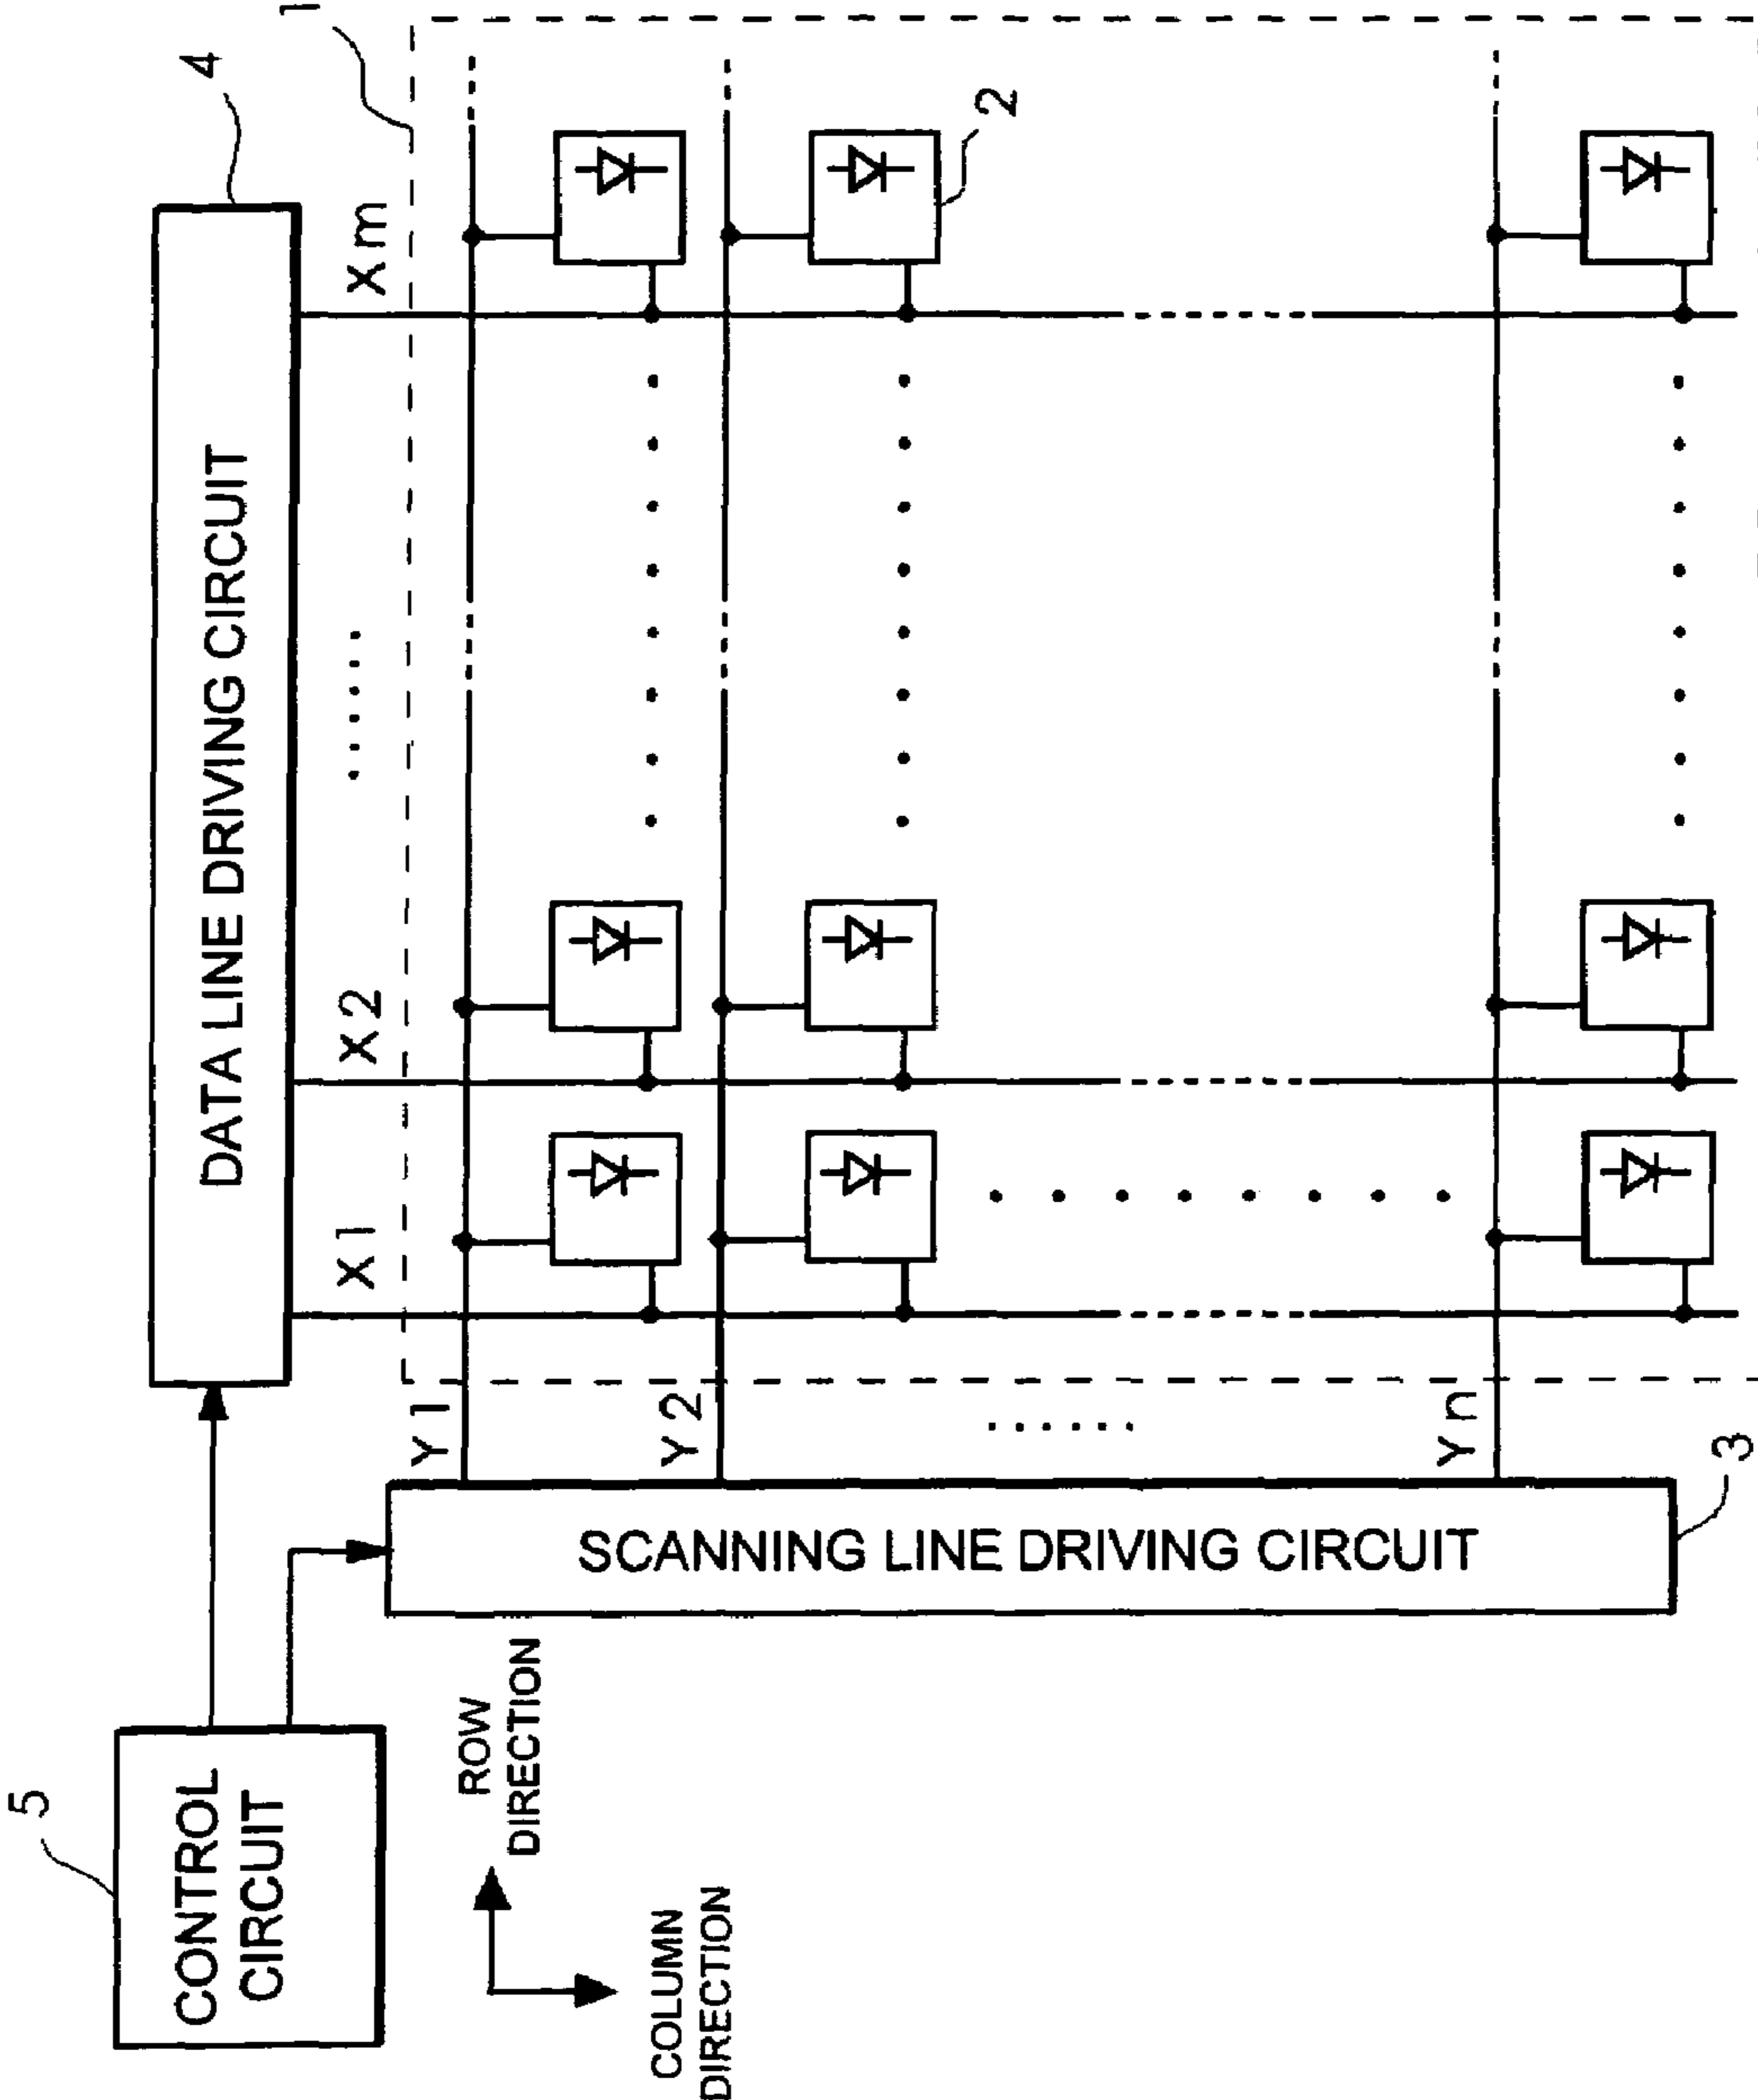 5
CONTROL
CIRCUIT
4
DATA LINE DRIVING CIRCUIT
1
X1
X2
......
Xm
ROW
DIRECTION
COLUMN
DIRECTION
SCANNING LINE DRIVING CIRCUIT
3
Y1
Y2
......
Yn
2